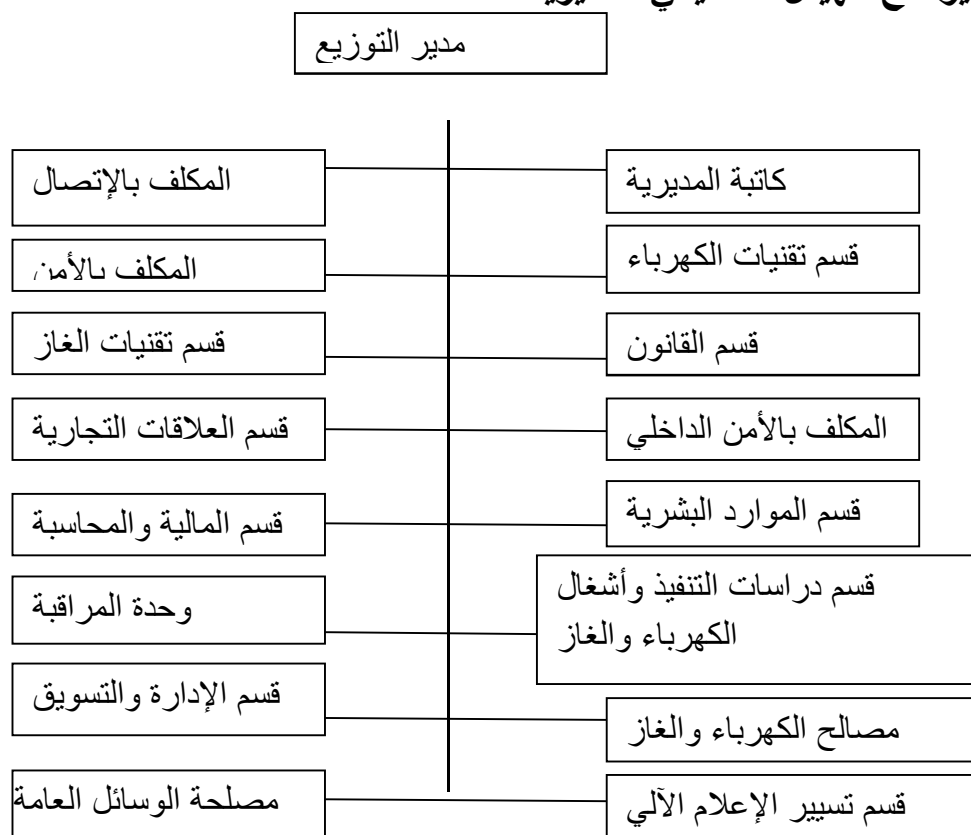 مدير التوزيع
كاتبة المديرية
المكلف بالإتصال
قسم تقنيات الكهرباء
المكلف بالأمن
قسم القانون
قسم تقنيات الغاز
المكلف بالأمن الداخلي
قسم العلاقات التجارية
قسم الموارد البشرية
قسم المالية والمحاسبة
قسم دراسات التنفيذ وأشغال
الكهرباء والغاز
وحدة المراقبة
مصالح الكهرباء والغاز
قسم الإدارة والتسويق
قسم تسيير الإعلام الآلي
مصلحة الوسائل العامة